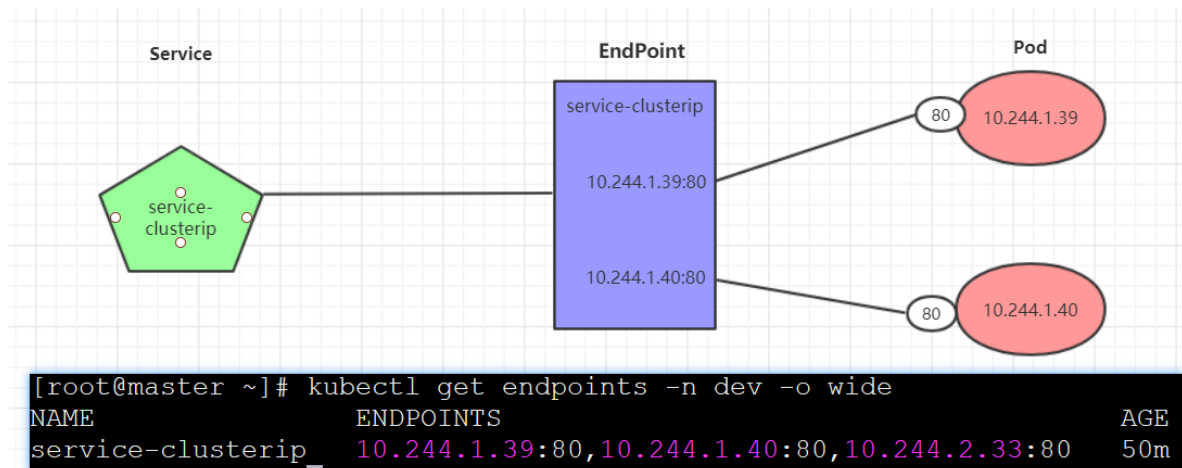 Service
EndPoint
Pod
service-clusterip
80
10.244.1.39
10.244.1.39:80
service-
clusterip
10.244.1.40:80
80
10.244.1.40
[root@master ~]# kubectl get endpoints -n dev -o wide
NAME ENDPOINTS AGE
service-clusterip 10.244.1.39:80,10.244.1.40:80,10.244.2.33:80 50m